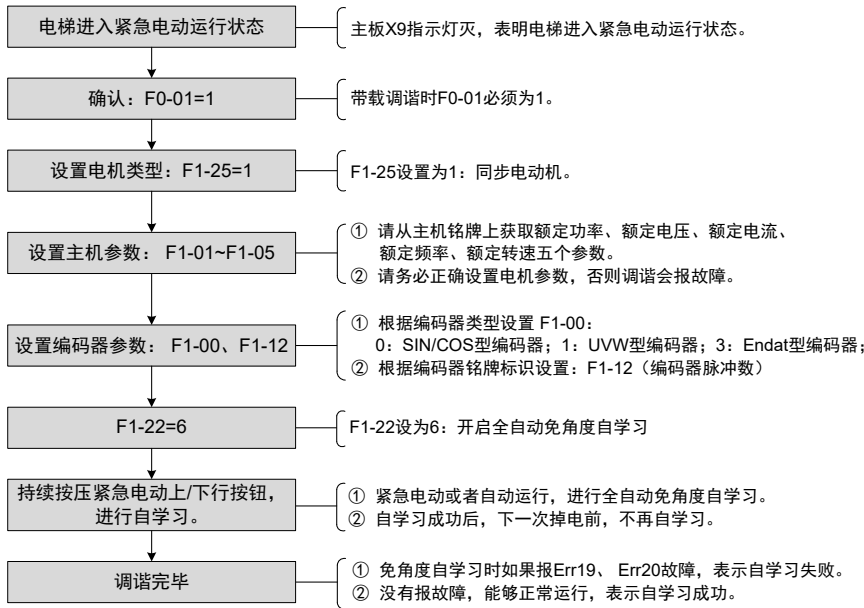 电梯进入紧急电动运行状态
主板X9指示灯灭，表明电梯进入紧急电动运行状态。
确认：F0-01=1
带载调谐时F0-01必须为1。
设置电机类型：F1-25=1
F1-25设置为1：同步电动机。
设置主机参数： F1-01~F1-05
① 请从主机铭牌上获取额定功率、额定电压、额定电流、
额定频率、额定转速五个参数。
② 请务必正确设置电机参数，否则调谐会报故障。
设置编码器参数： F1-00、F1-12
① 根据编码器类型设置 F1-00：
0：SIN/COS型编码器；1：UVW型编码器；3：Endat型编码器；
② 根据编码器铭牌标识设置：F1-12（编码器脉冲数）
F1-22=6
F1-22设为6：开启全自动免角度自学习
持续按压紧急电动上/下行按钮，
进行自学习。
① 紧急电动或者自动运行，进行全自动免角度自学习。
② 自学习成功后，下一次掉电前，不再自学习。
调谐完毕
① 免角度自学习时如果报Err19、 Err20故障，表示自学习失败。
② 没有报故障，能够正常运行，表示自学习成功。